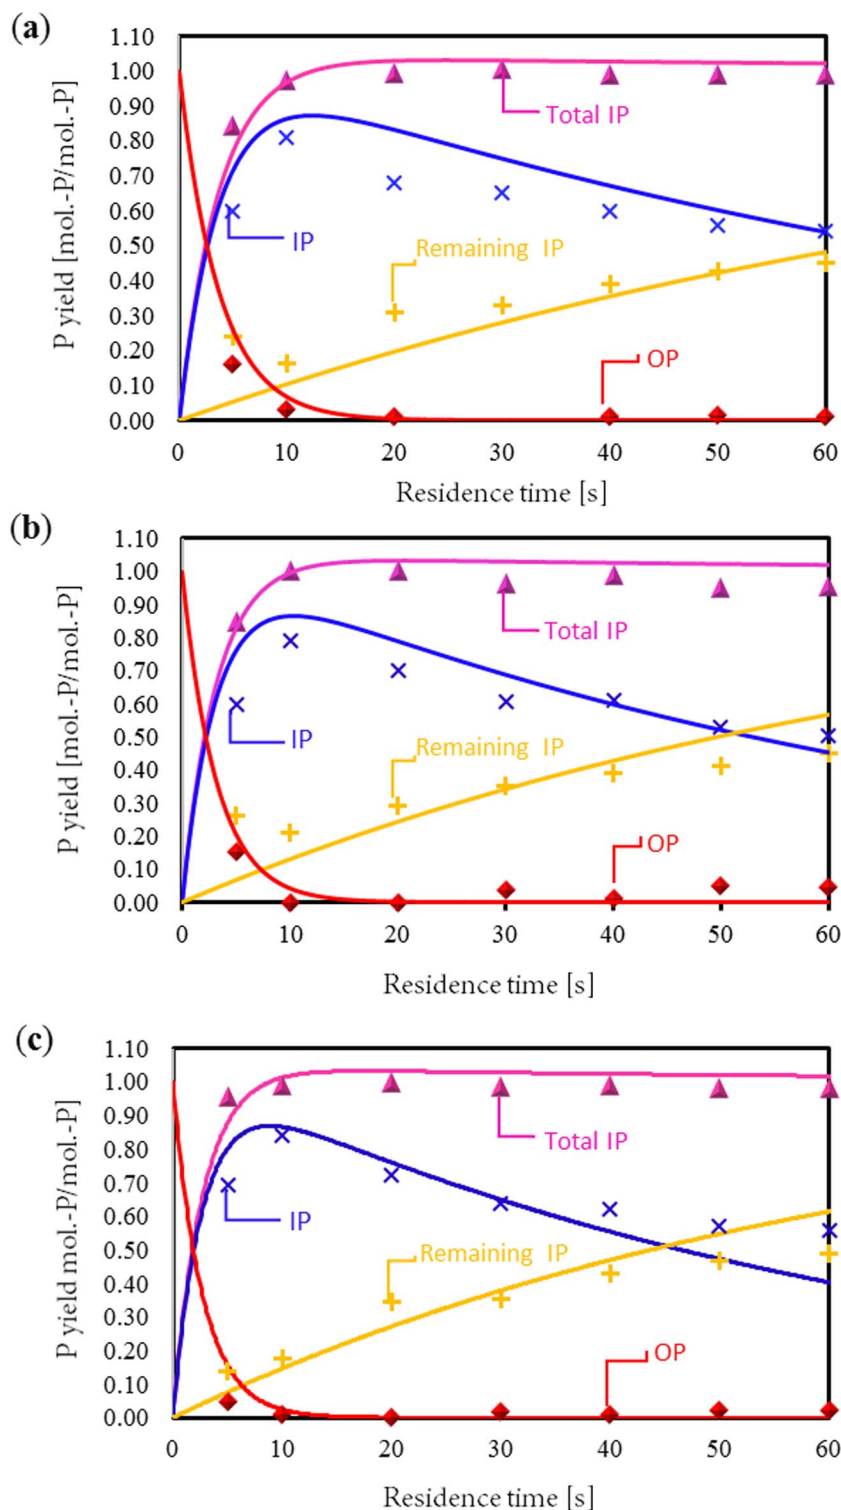 (a)
1.10
1.00
0.90
0.80
0.70
0.60
0.50
0.40
0.30
0.20
0.10
0.00
P yield [mol.-P/mol.-P]
Total IP
IP
Remaining IP
OP
0 10 20 30 40 50 60
Residence time [s]
(b)
1.10
1.00
0.90
0.80
0.70
0.60
0.50
0.40
0.30
0.20
0.10
0.00
P yield [mol.-P/mol.-P]
Total IP
IP
Remaining IP
OP
0 10 20 30 40 50 60
Residence time [s]
(c)
1.10
1.00
0.90
0.80
0.70
0.60
0.50
0.40
0.30
0.20
0.10
0.00
P yield mol.-P/mol.-P]
Total IP
IP
Remaining IP
OP
0 10 20 30 40 50 60
Residence time [s]